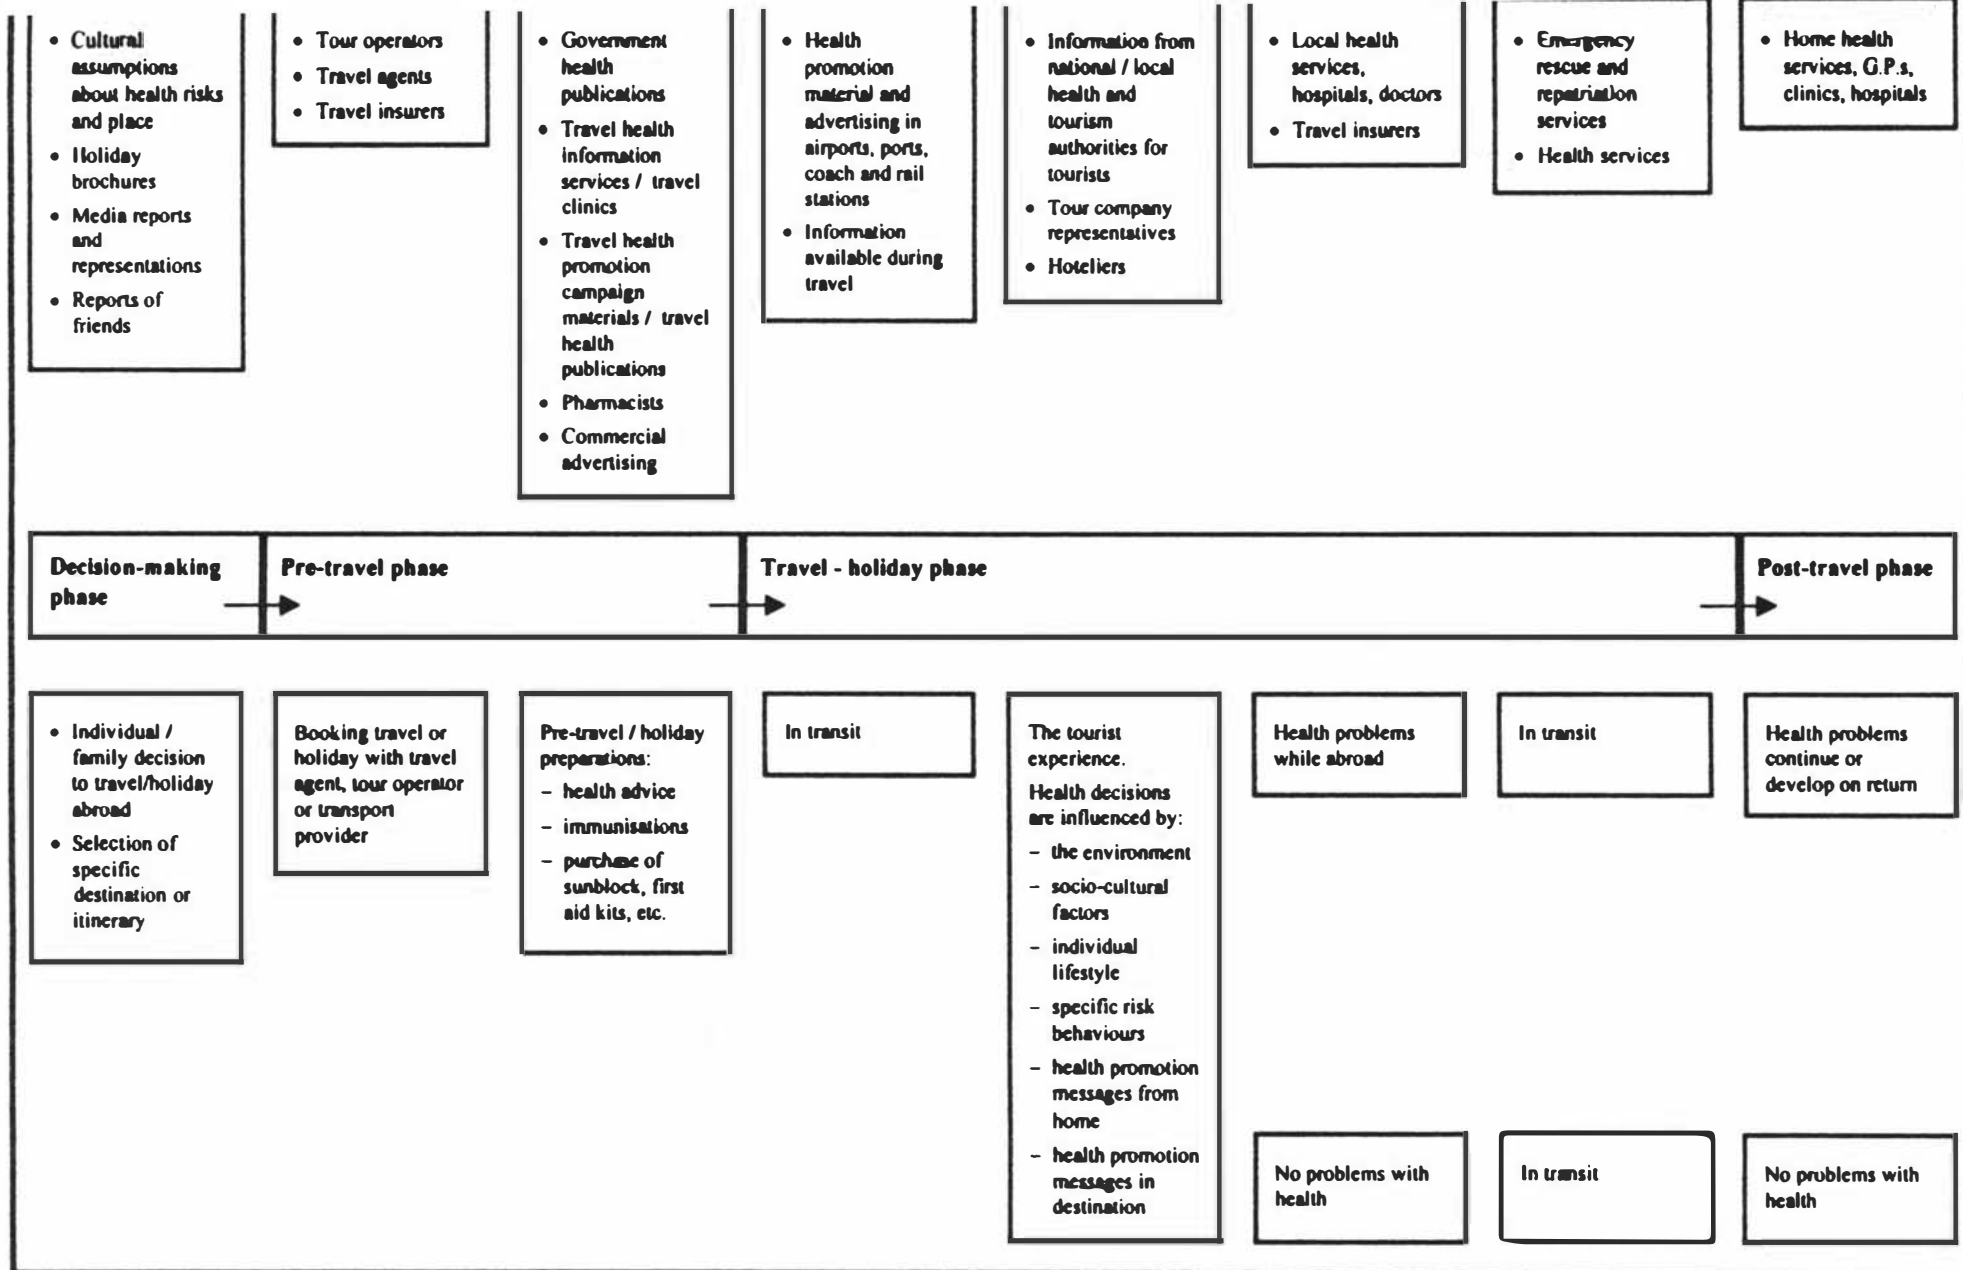 • Cultural
assumptions
about health risks
and place
• Holiday
brochures
• Media reports
and
representations
• Reports of
friends
• Tour operators
• Travel agents
• Travel insurers
• Government
health
publications
• Travel health
information
services / travel
clinics
• Travel health
promotion
campaign
materials / travel
health
publications
• Pharmacists
• Commercial
advertising
• Health
promotion
material and
advertising in
airports, ports,
coach and rail
stations
• Information
available during
travel
• Information from
national / local
health and
tourism
authorities for
tourists
• Tour company
representatives
• Hoteliers
• Local health
services,
hospitals, doctors
• Travel insurers
• Emergency
rescue and
repatriation
services
• Health services
• Home health
services, G.P.s,
clinics, hospitals
Decision-making
phase
Pre-travel phase
Travel - holiday phase
Post-travel phase
• Individual /
family decision
to travel/holiday
abroad
• Selection of
specific
destination or
itinerary
Booking travel or
holiday with travel
agent, tour operator
or transport
provider
Pre-travel / holiday
preparations:
– health advice
– immunisations
– purchase of
sunblock, first
aid kits, etc.
In transit
The tourist
experience.
Health decisions
are influenced by:
– the environment
– socio-cultural
factors
– individual
lifestyle
– specific risk
behaviours
– health promotion
messages from
home
– health promotion
messages in
destination
Health problems
while abroad
In transit
Health problems
continue or
develop on return
No problems with
health
In transit
No problems with
health